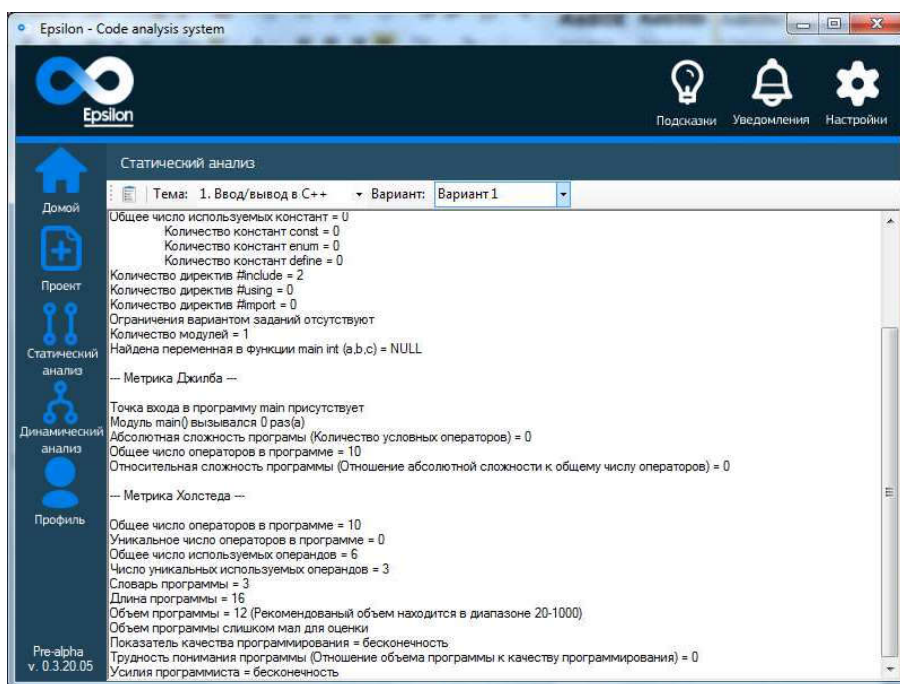 Epsilon - Code analysis system
Epsilon
Подсказки
Уведомления
Настройки
Статический анализ
Тема: 1. Ввод/вывод в C++ Вариант: Вариант 1
Домой
Проект
Статический
анализ
Динамический
анализ
Профиль
Pre-alpha
v. 0.3.20.05
Общее число используемых констант = 0
Количество констант const = 0
Количество констант enum = 0
Количество констант define = 0
Количество директив #include = 2
Количество директив #using = 0
Количество директив #import = 0
Ограничения вариантом заданий отсутствуют
Количество модулей = 1
Найдена переменная в функции main int (a,b,c) = NULL
--- Метрика Джилба ---
Точка входа в программу main присутствует
Модуль main() вызывался 0 раз(а)
Абсолютная сложность програмы (Количество условных операторов) = 0
Общее число операторов в программе = 10
Относительная сложность программы (Отношение абсолютной сложности к общему числу операторов) = 0
--- Метрика Холстеда ---
Общее число операторов в программе = 10
Уникальное число операторов в программе = 0
Общее число используемых операндов = 6
Число уникальных используемых операндов = 3
Словарь программы = 3
Длина программы = 16
Объем программы = 12 (Рекомендованый объем находится в диапазоне 20-1000)
Объем программы слишком мал для оценки
Показатель качества программирования = бесконечность
Трудность понимания программы (Отношение объема программы к качеству программирования) = 0
Усилия программиста = бесконечность